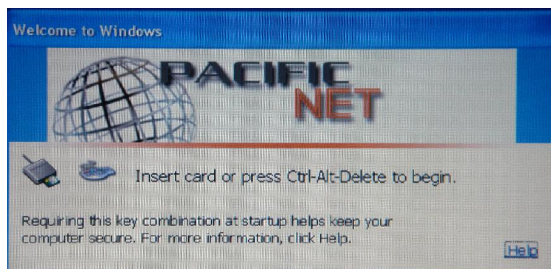 Welcome to Windows
PACIFIC
NET
Insert card or press Ctrl-Alt-Delete to begin.
Requiring this key combination at startup helps keep your
computer secure. For more information, click Help.
Help